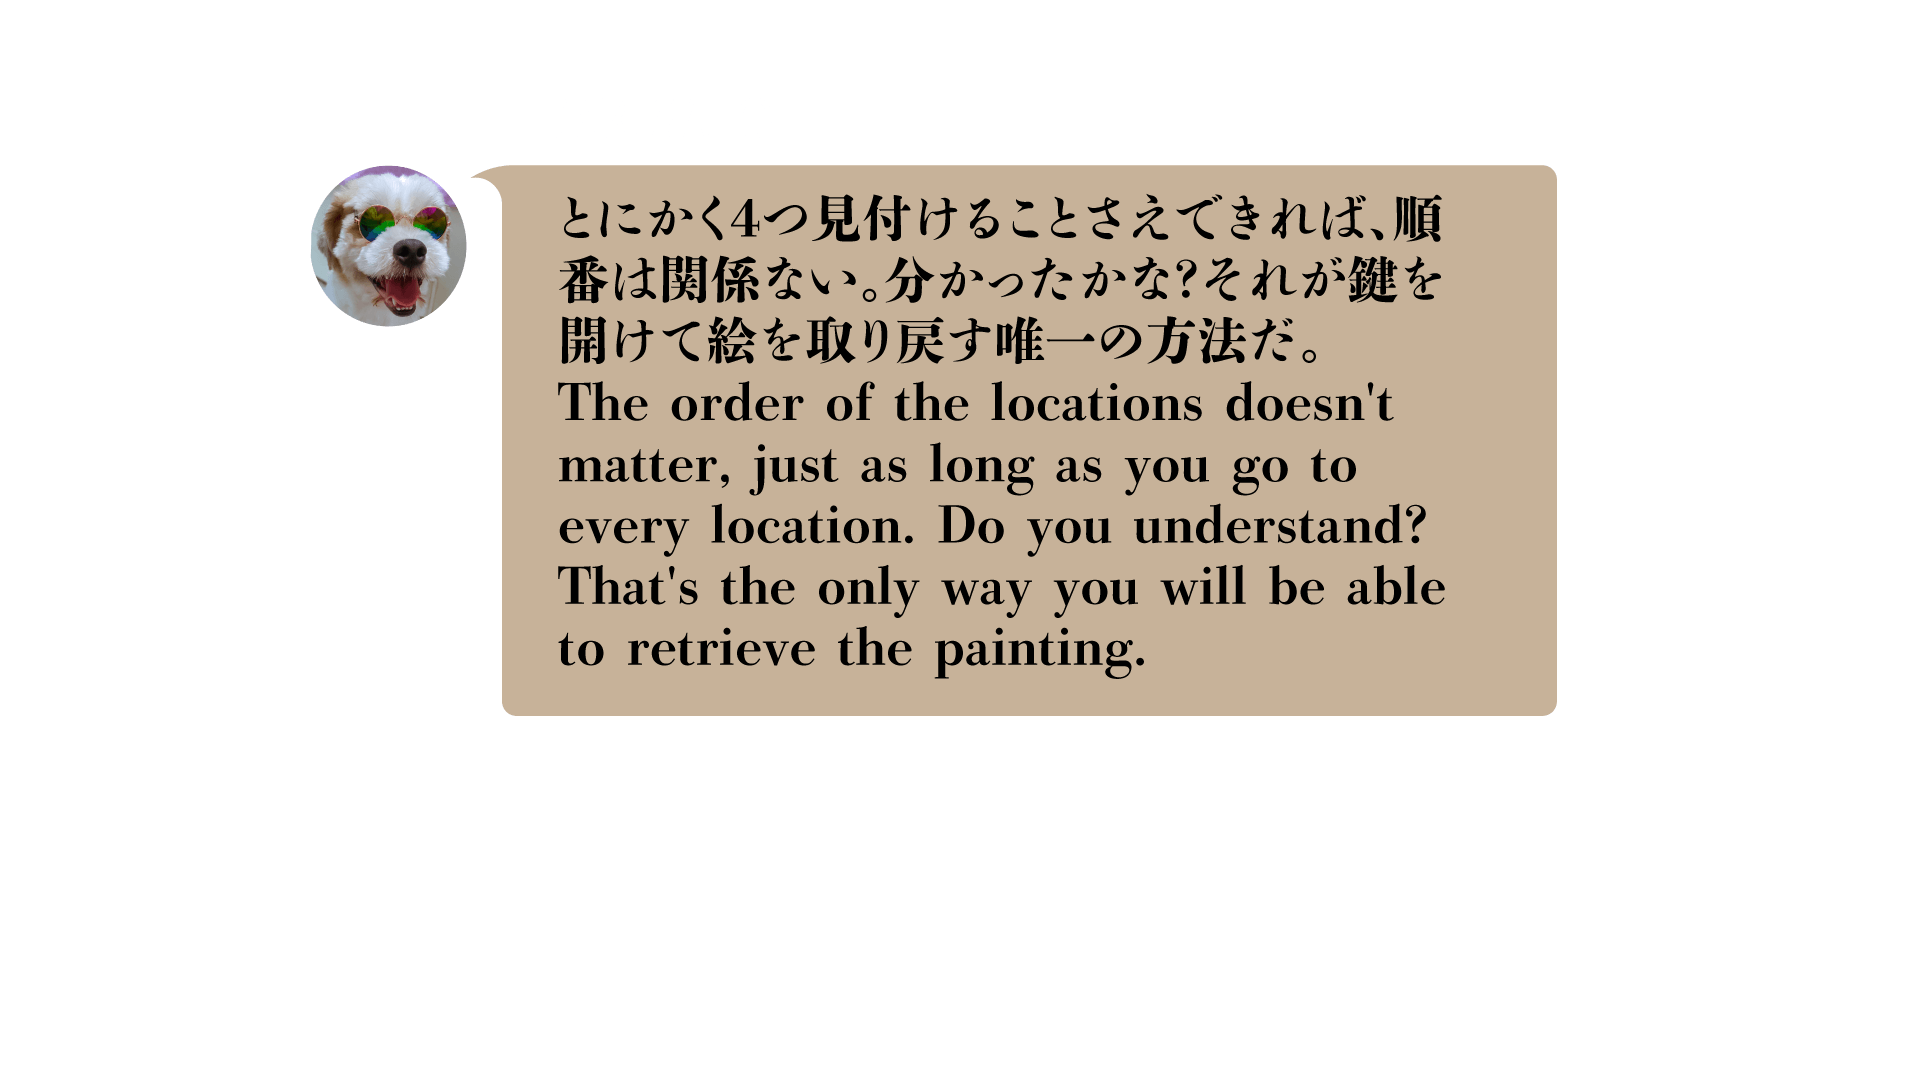 とにかく4つ見付けることさえできれば、順
番は関係ない。分かったかな?それが鍵を
開けて絵を取り戻す唯一の方法だ。
The order of the locations doesn't
matter, just as long as you go to
every location. Do you understand?
That's the only way you will be able
to retrieve the painting.